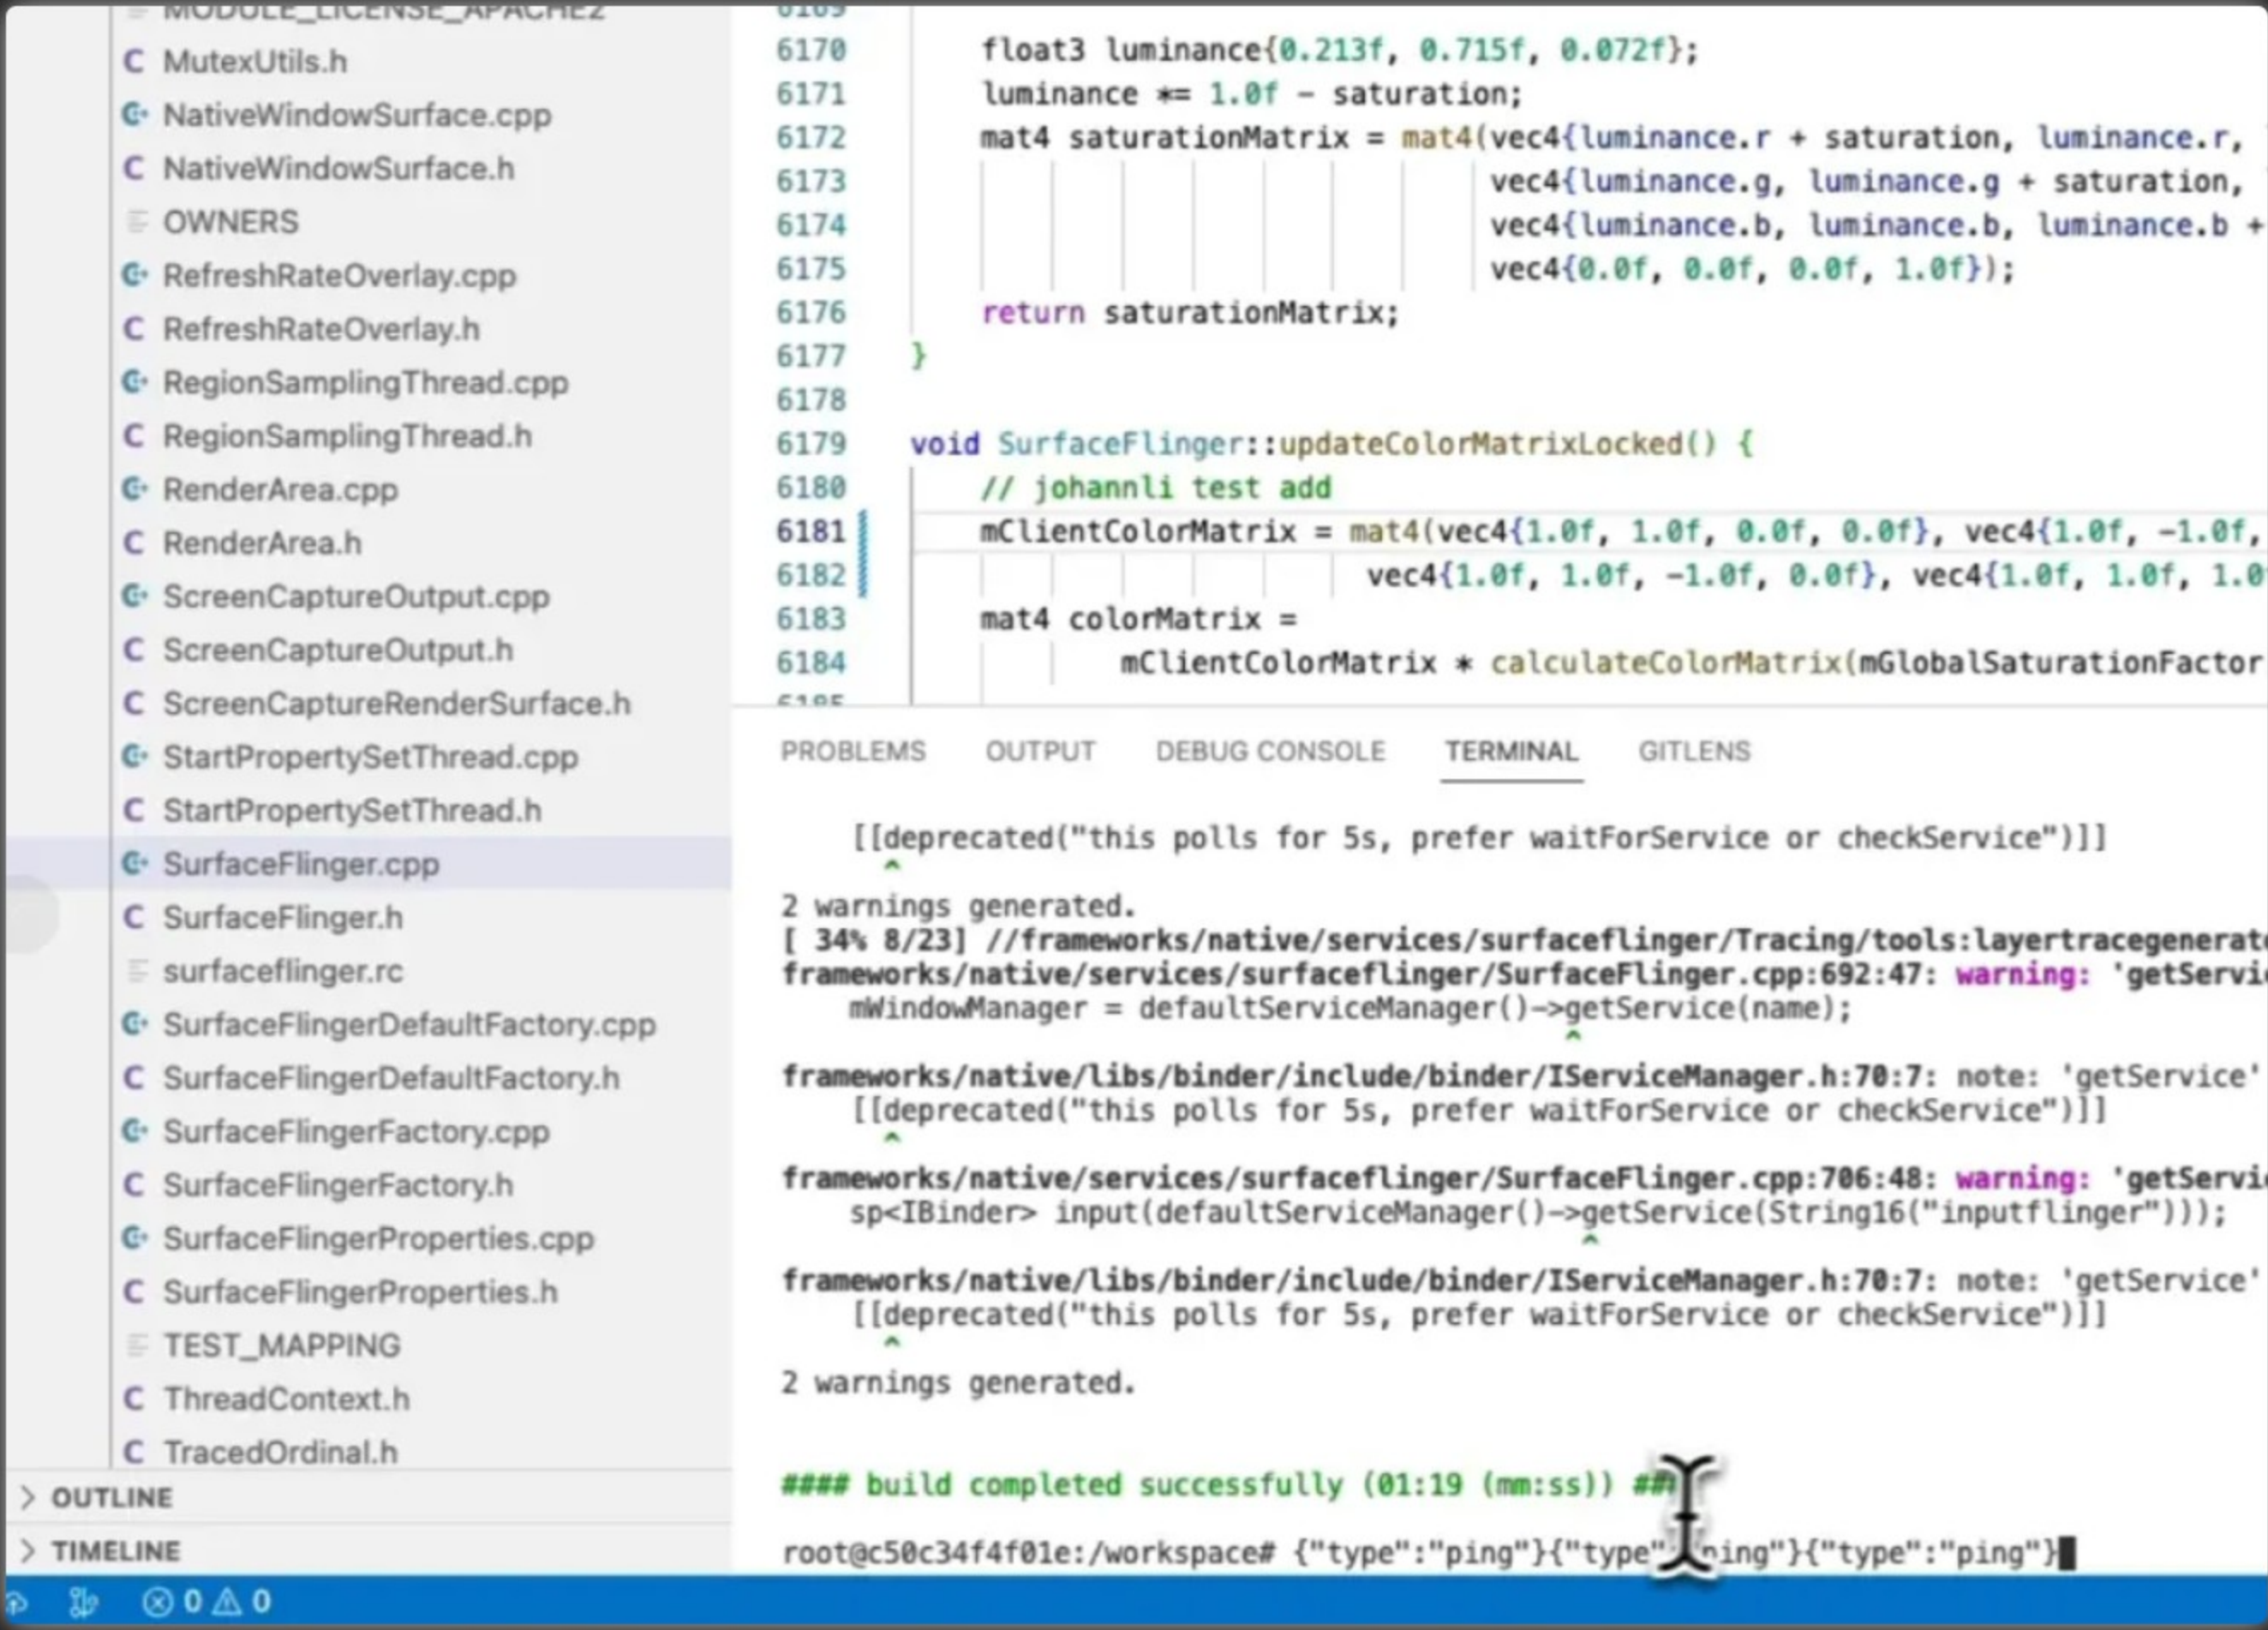 MODULE_LICENSE_APACHE2
MutexUtils.h
NativeWindowSurface.cpp
NativeWindowSurface.h
OWNERS
RefreshRateOverlay.cpp
RefreshRateOverlay.h
RegionSamplingThread.cpp
RegionSamplingThread.h
RenderArea.cpp
RenderArea.h
ScreenCaptureOutput.cpp
ScreenCaptureOutput.h
ScreenCaptureRenderSurface.h
StartPropertySetThread.cpp
StartPropertySetThread.h
SurfaceFlinger.cpp
SurfaceFlinger.h
surfaceflinger.rc
SurfaceFlingerDefaultFactory.cpp
SurfaceFlingerDefaultFactory.h
SurfaceFlingerFactory.cpp
SurfaceFlingerFactory.h
SurfaceFlingerProperties.cpp
SurfaceFlingerProperties.h
TEST_MAPPING
ThreadContext.h
TracedOrdinal.h
OUTLINE
TIMELINE
0 0
6169
6170 float3 luminance{0.213f, 0.715f, 0.072f};
6171 luminance *= 1.0f - saturation;
6172 mat4 saturationMatrix = mat4(vec4{luminance.r + saturation, luminance.r,
6173 vec4{luminance.g, luminance.g + saturation,
6174 vec4{luminance.b, luminance.b, luminance.b +
6175 vec4{0.0f, 0.0f, 0.0f, 1.0f});
6176 return saturationMatrix;
6177 }
6178
6179 void SurfaceFlinger::updateColorMatrixLocked() {
6180 // johannli test add
6181 mClientColorMatrix = mat4(vec4{1.0f, 1.0f, 0.0f, 0.0f}, vec4{1.0f, -1.0f,
6182 vec4{1.0f, 1.0f, -1.0f, 0.0f}, vec4{1.0f, 1.0f, 1.0
6183 mat4 colorMatrix =
6184 mClientColorMatrix * calculateColorMatrix(mGlobalSaturationFactor
6185
PROBLEMS OUTPUT DEBUG CONSOLE TERMINAL GITLENS
[[deprecated("this polls for 5s, prefer waitForService or checkService")]]
^
2 warnings generated.
[ 34% 8/23] //frameworks/native/services/surfaceflinger/Tracing/tools:layertracegenerat
frameworks/native/services/surfaceflinger/SurfaceFlinger.cpp:692:47: warning: 'getServi
mWindowManager = defaultServiceManager()->getService(name);
^
frameworks/native/libs/binder/include/binder/IServiceManager.h:70:7: note: 'getService'
[[deprecated("this polls for 5s, prefer waitForService or checkService")]]
^
frameworks/native/services/surfaceflinger/SurfaceFlinger.cpp:706:48: warning: 'getServi
sp<IBinder> input(defaultServiceManager()->getService(String16("inputflinger")));
^
frameworks/native/libs/binder/include/binder/IServiceManager.h:70:7: note: 'getService'
[[deprecated("this polls for 5s, prefer waitForService or checkService")]]
^
2 warnings generated.
#### build completed successfully (01:19 (mm:ss)) ##
root@c50c34f4f01e:/workspace# {"type":"ping"}{"type" ping"}{"type":"ping"}